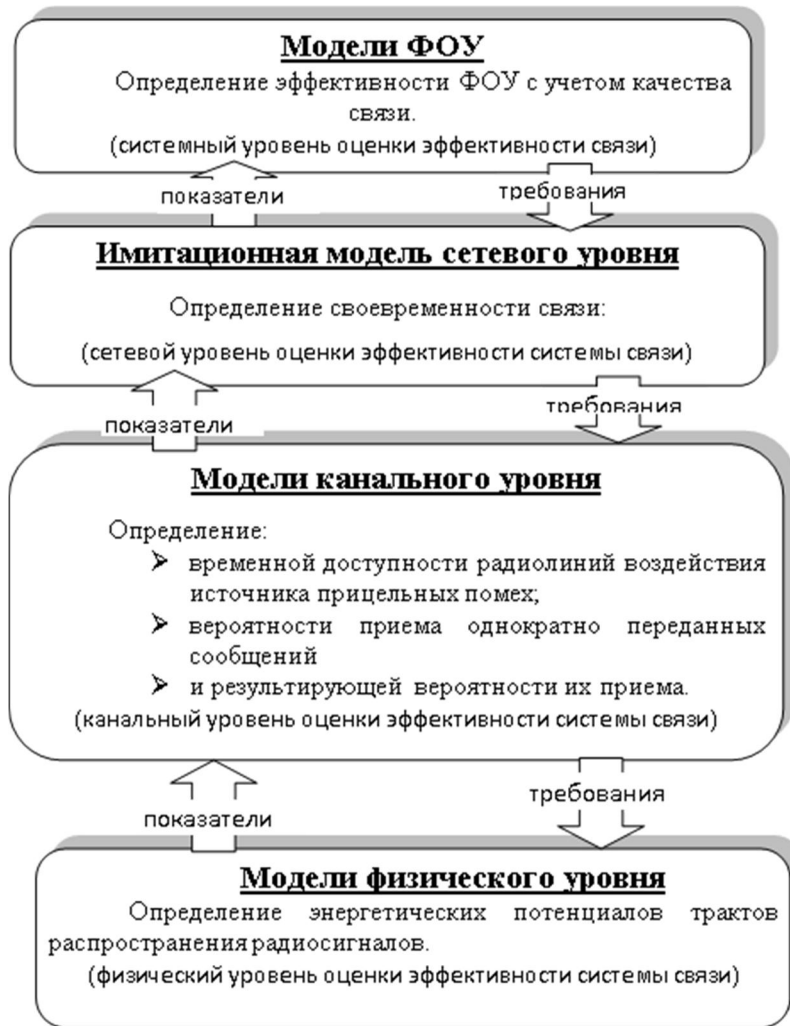 Модели ФОУ
Определение эффективности ФОУ с учетом качества
связи.
(системный уровень оценки эффективности связи)
показатели
требования
Имитационная модель сетевого уровня
Определение своевременности связи:
(сетевой уровень оценки эффективности системы связи)
показатели
требования
Модели канального уровня
Определение:
➢ временной доступности радиолиний воздействия
источника прицельных помех;
➢ вероятности приема однократно переданных
сообщений
➢ и результирующей вероятности их приема.
(канальный уровень оценки эффективности системы связи)
показатели
требования
Модели физического уровня
Определение энергетических потенциалов трактов
распространения радиосигналов.
(физический уровень оценки эффективности системы связи)